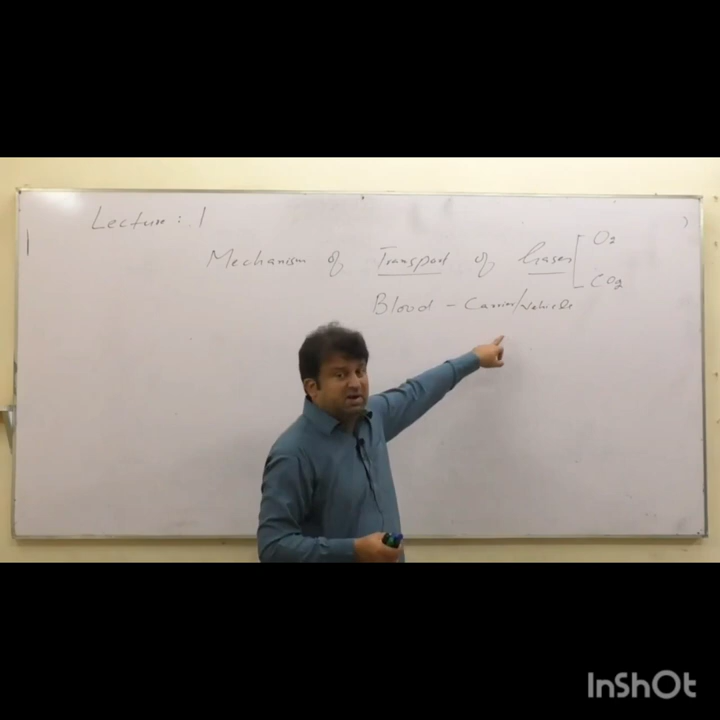 Lecture: 1
Mechanism of Transport of Gases
O2
CO2
Blood - Carrier/vehicle
InShOt